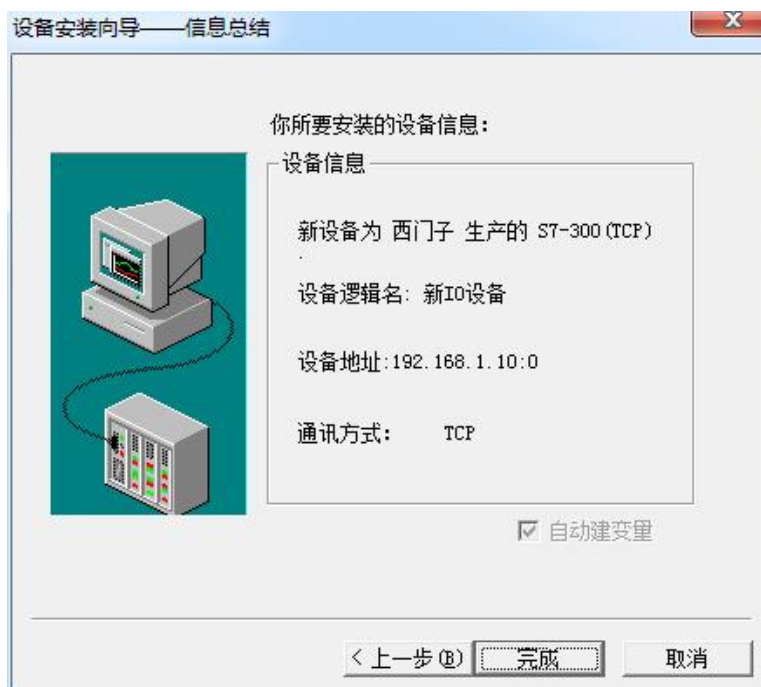 设备安装向导——信息总结
你所要安装的设备信息:
设备信息
新设备为 西门子 生产的 S7-300(TCP)
.
设备逻辑名: 新IO设备
设备地址:192.168.1.10:0
通讯方式: TCP
自动建变量
< 上一步(B) 完成 取消